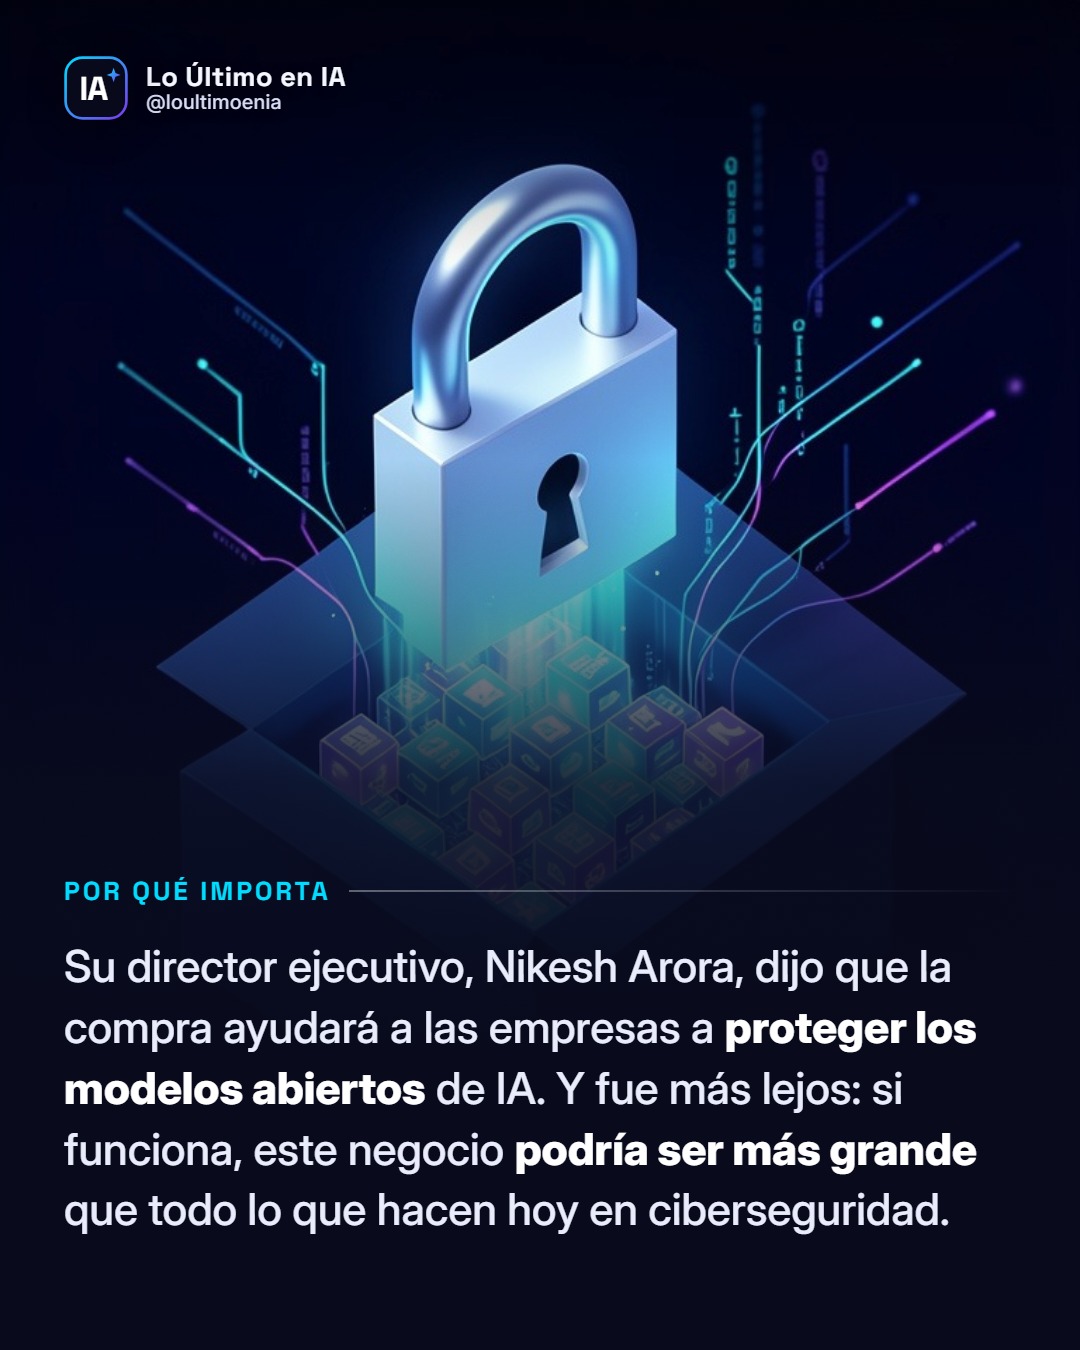 IA
Lo Último en IA
@loultimoenia
POR QUÉ IMPORTA
Su director ejecutivo, Nikesh Arora, dijo que la
compra ayudará a las empresas a proteger los
modelos abiertos de IA. Y fue más lejos: si
funciona, este negocio podría ser más grande
que todo lo que hacen hoy en ciberseguridad.